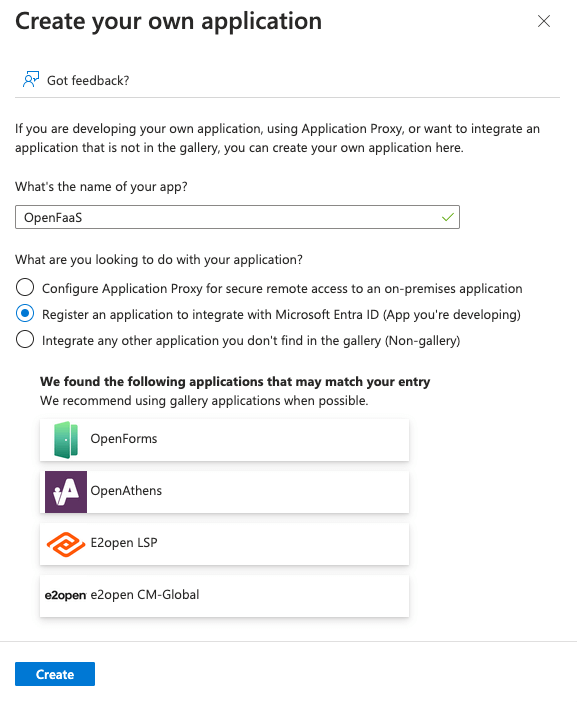 Create your own application
Got feedback?
If you are developing your own application, using Application Proxy, or want to integrate an
application that is not in the gallery, you can create your own application here.
What's the name of your app?
OpenFaaS
What are you looking to do with your application?
Configure Application Proxy for secure remote access to an on-premises application
Register an application to integrate with Microsoft Entra ID (App you're developing)
Integrate any other application you don't find in the gallery (Non-gallery)
We found the following applications that may match your entry
We recommend using gallery applications when possible.
OpenForms
OpenAthens
E2open LSP
e2open e2open CM-Global
Create